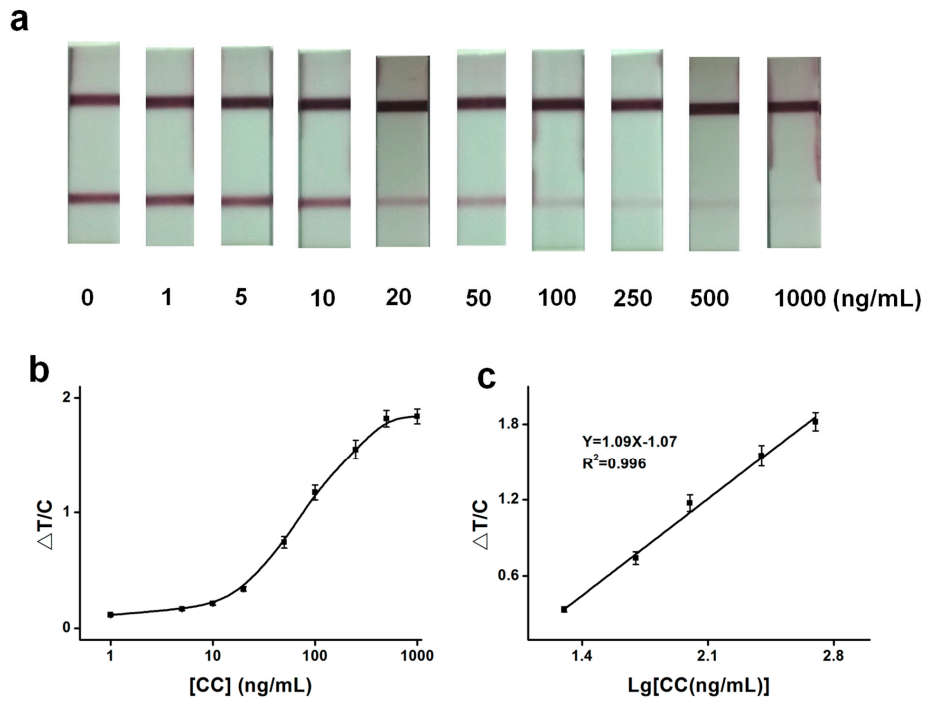 a
0 1 5 10 20 50 100 250 500 1000 (ng/mL)
b
2
1
0
△T/C
1 10 100 1000
[CC] (ng/mL)
c
1.8
1.2
0.6
△T/C
Y=1.09X-1.07
R²=0.996
1.4 2.1 2.8
Lg[CC(ng/mL)]